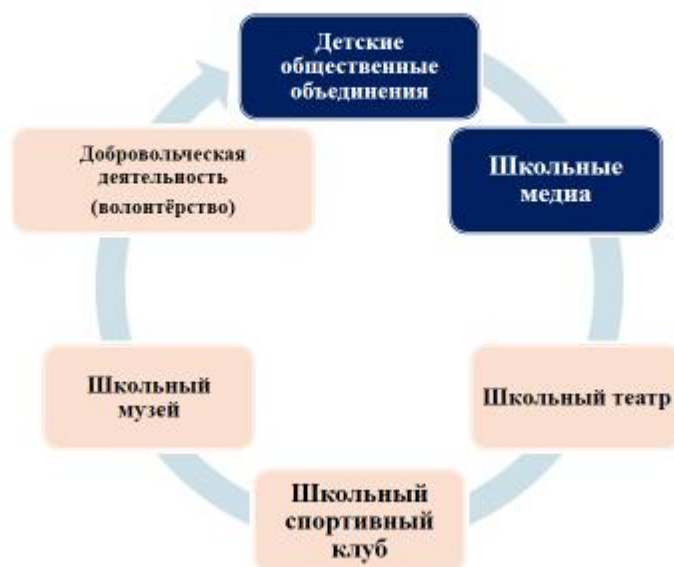 Детские
общественные
объединения
Школьные
медиа
Школьный театр
Школьный
спортивный
клуб
Школьный
музей
Добровольческая
деятельность
(волонтёрство)